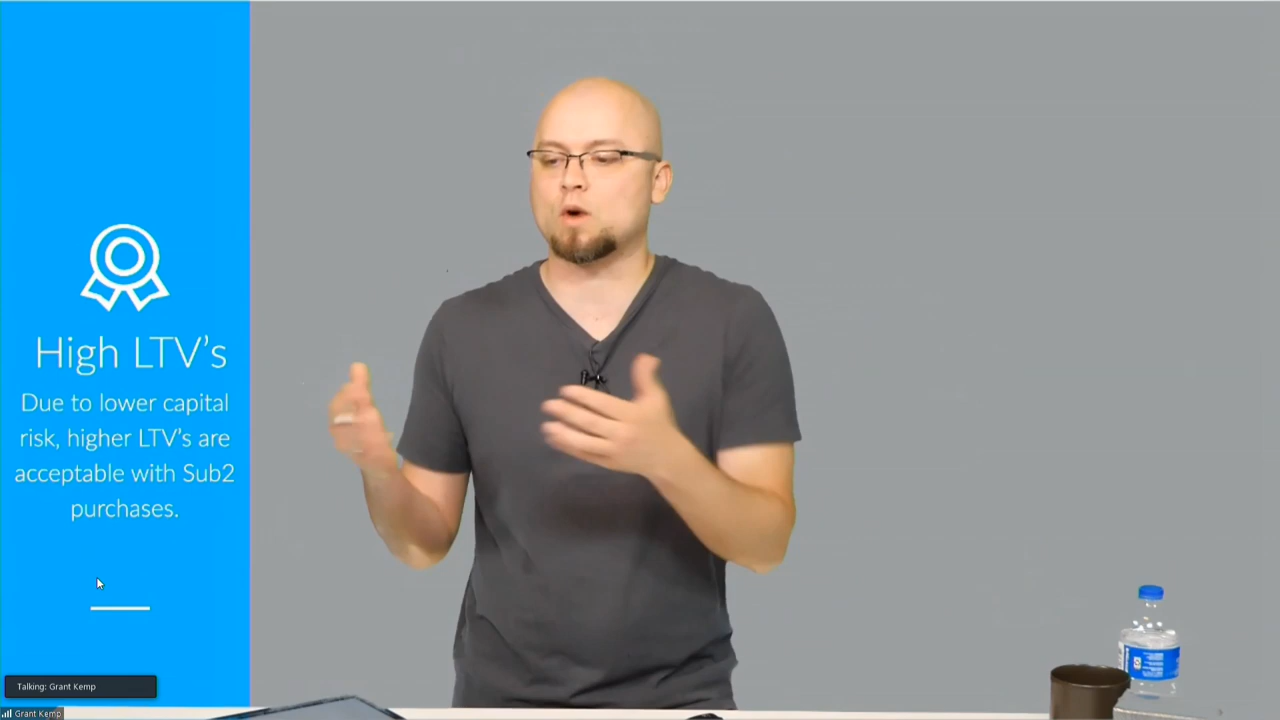 High LTV's
Due to lower capital
risk, higher LTV's are
acceptable with Sub2
purchases.
Talking: Grant Kemp
Grant Kemp